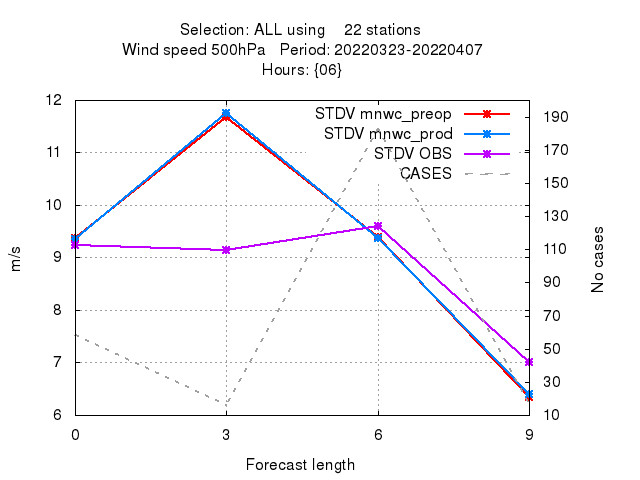 Selection: ALL using 22 stations
Wind speed 500hPa Period: 20220323-20220407
Hours: {06}
STDV mnwc_preop
STDV mnwc_prod
STDV OBS
CASES
12
11
10
9
8
7
6
m/s
190
170
150
130
110
90
70
50
30
10
No cases
0 3 6 9
Forecast length